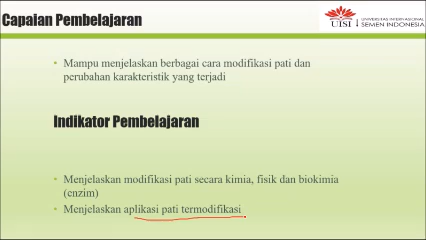 Capaian Pembelajaran
UISI
UNIVERSITAS INTERNASIONAL
SEMEN INDONESIA
• Mampu menjelaskan berbagai cara modifikasi pati dan
perubahan karakteristik yang terjadi
Indikator Pembelajaran
• Menjelaskan modifikasi pati secara kimia, fisik dan biokimia
(enzim)
• Menjelaskan aplikasi pati termodifikasi